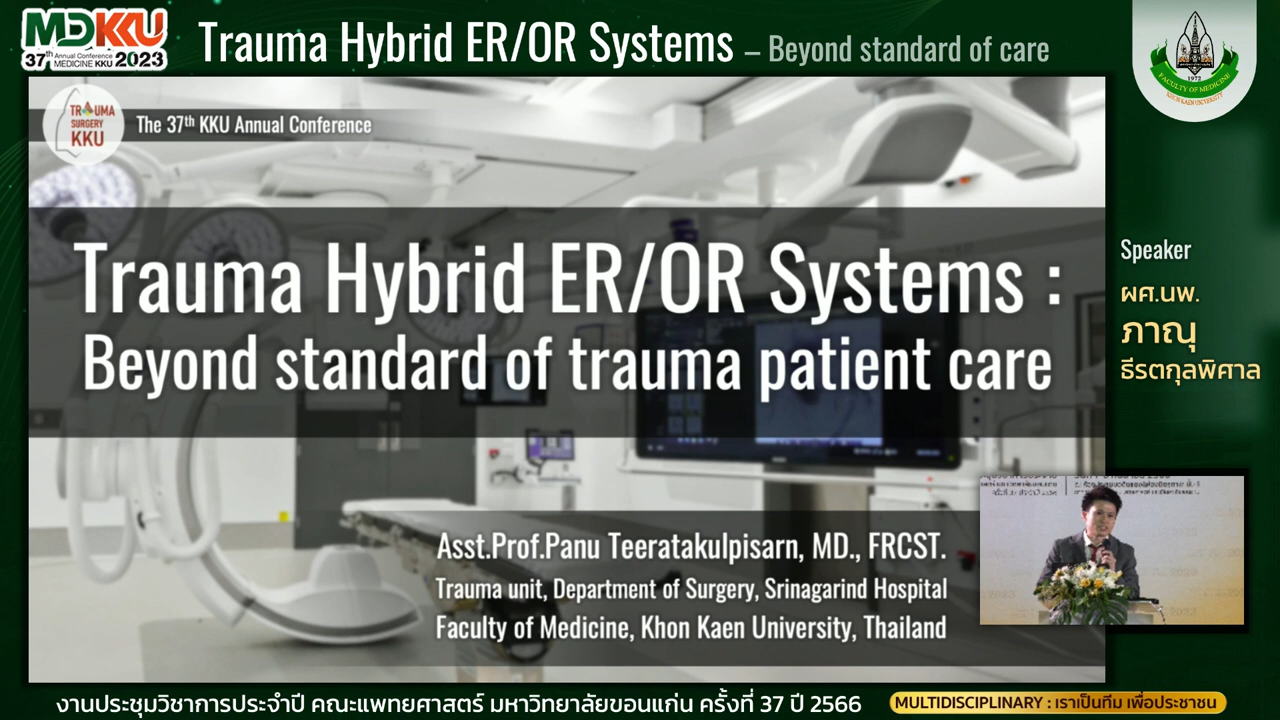 MDKKU
37th Annual Conference
MEDICINE KKU 2023
Trauma Hybrid ER/OR Systems – Beyond standard of care
1972
FACULTY OF MEDICINE
KHON KAEN UNIVERSITY
TRAUMA
SURGERY
KKU
The 37th KKU Annual Conference
Trauma Hybrid ER/OR Systems :
Beyond standard of trauma patient care
Speaker
ผศ.นพ.
ภาณุ
ธีรตกุลพิศาล
Asst.Prof.Panu Teeratakulpisarn, MD., FRCST.
Trauma unit, Department of Surgery, Srinagarind Hospital
Faculty of Medicine, Khon Kaen University, Thailand
งานประชุมวิชาการประจำปี คณะแพทยศาสตร์ มหาวิทยาลัยขอนแก่น ครั้งที่ 37 ปี 2566
MULTIDISCIPLINARY : เราเป็นทีม เพื่อประชาชน